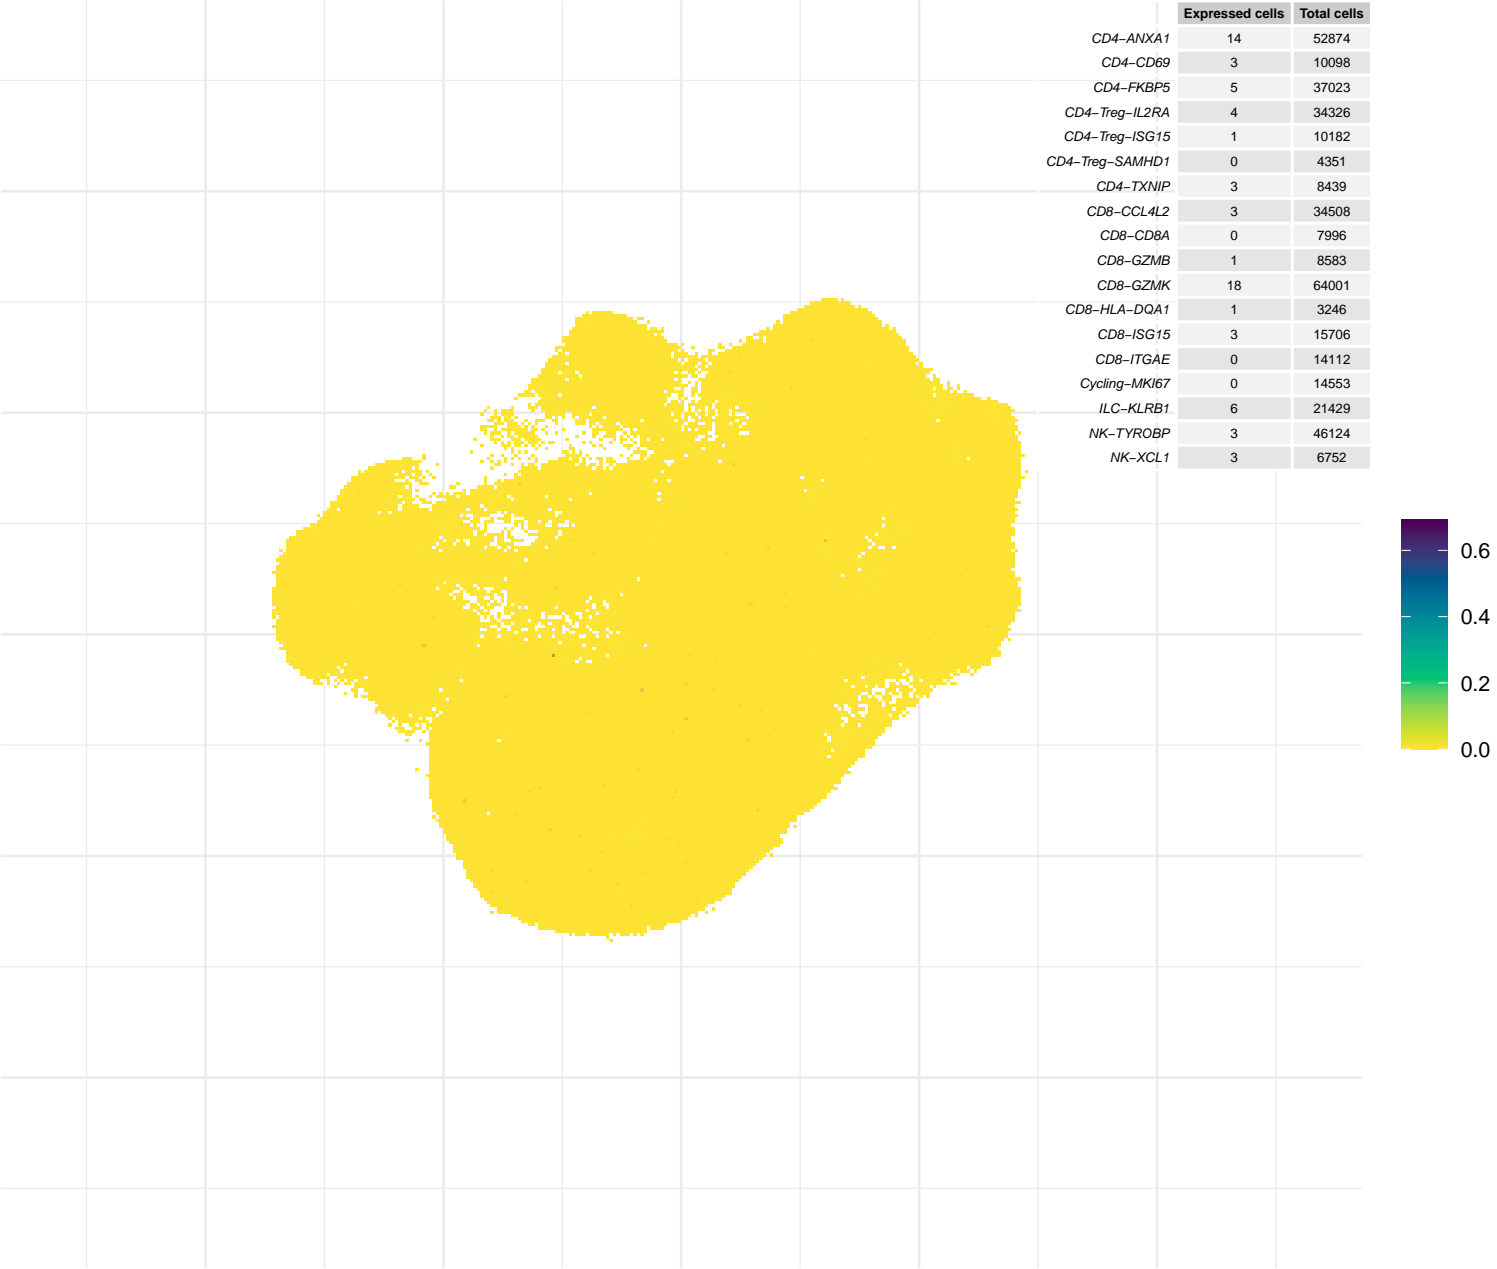 Expressed cells Total cells
CD4−ANXA1 14 52874
CD4−CD69 3 10098
CD4−FKBP5 5 37023
CD4−Treg−IL2RA 4 34326
CD4−Treg−ISG15 1 10182
CD4−Treg−SAMHD1 0 4351
CD4−TXNIP 3 8439
CD8−CCL4L2 3 34508
CD8−CD8A 0 7996
CD8−GZMB 1 8583
CD8−GZMK 18 64001
CD8−HLA−DQA1 1 3246
CD8−ISG15 3 15706
CD8−ITGAE 0 14112
Cycling−MKI67 0 14553
ILC−KLRB1 6 21429
NK−TYROBP 3 46124
NK−XCL1 3 6752
0.6
0.4
0.2
0.0